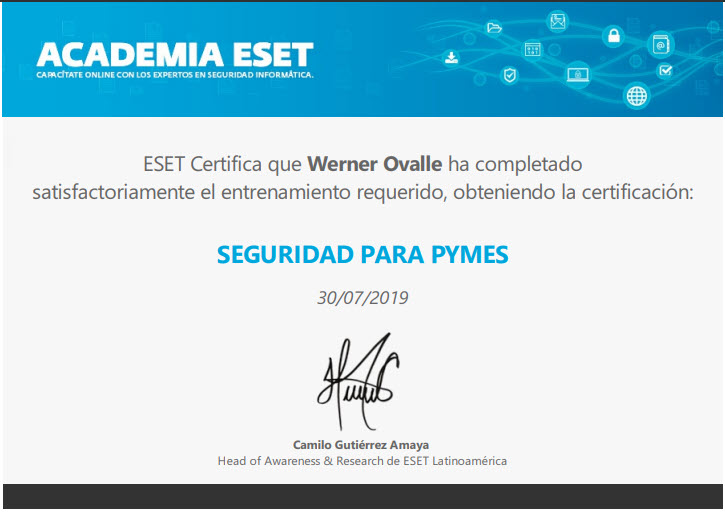 ACADEMIA ESET
CAPACÍTATE ONLINE CON LOS EXPERTOS EN SEGURIDAD INFORMÁTICA.
ESET Certifica que Werner Ovalle ha completado
satisfactoriamente el entrenamiento requerido, obteniendo la certificación:
SEGURIDAD PARA PYMES
30/07/2019
Camilo Gutiérrez Amaya
Head of Awareness & Research de ESET Latinoamérica